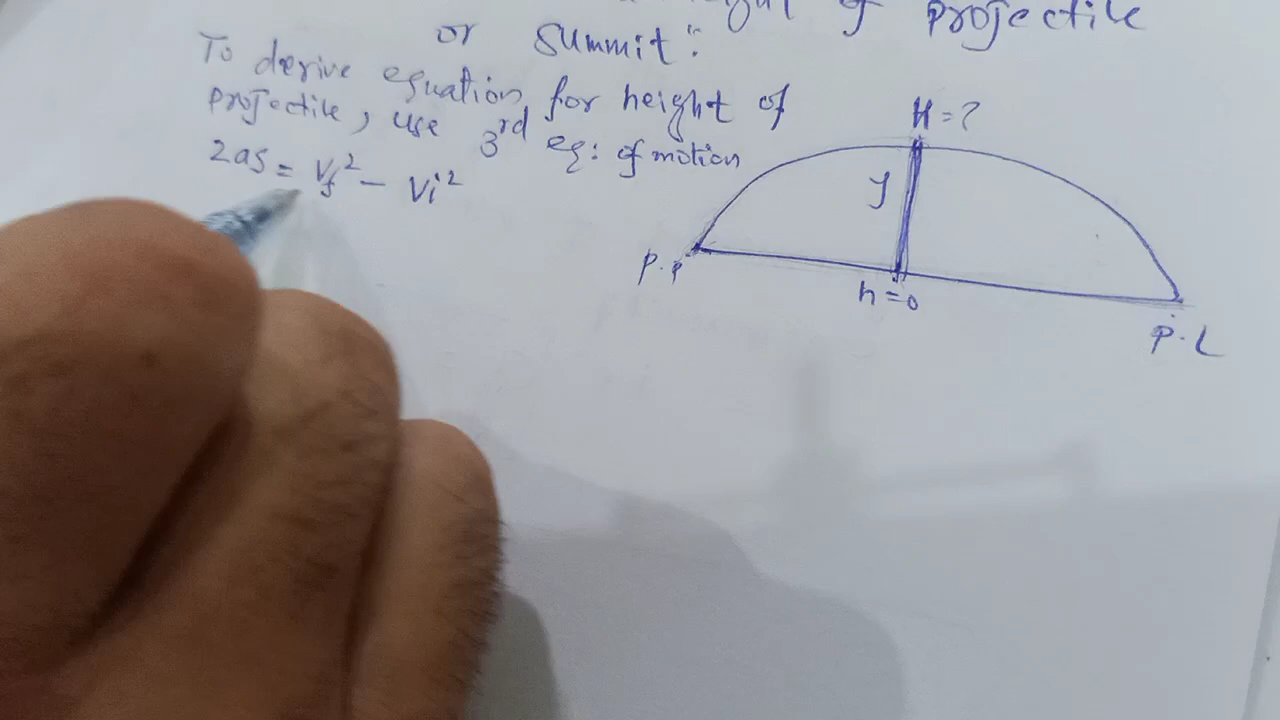 of projectile
or summit":
To derive equation for height of
projectile, use 3rd eq: of motion
2as = Vf² - Vi²
H = ?
y
P.P
h = 0
P.L